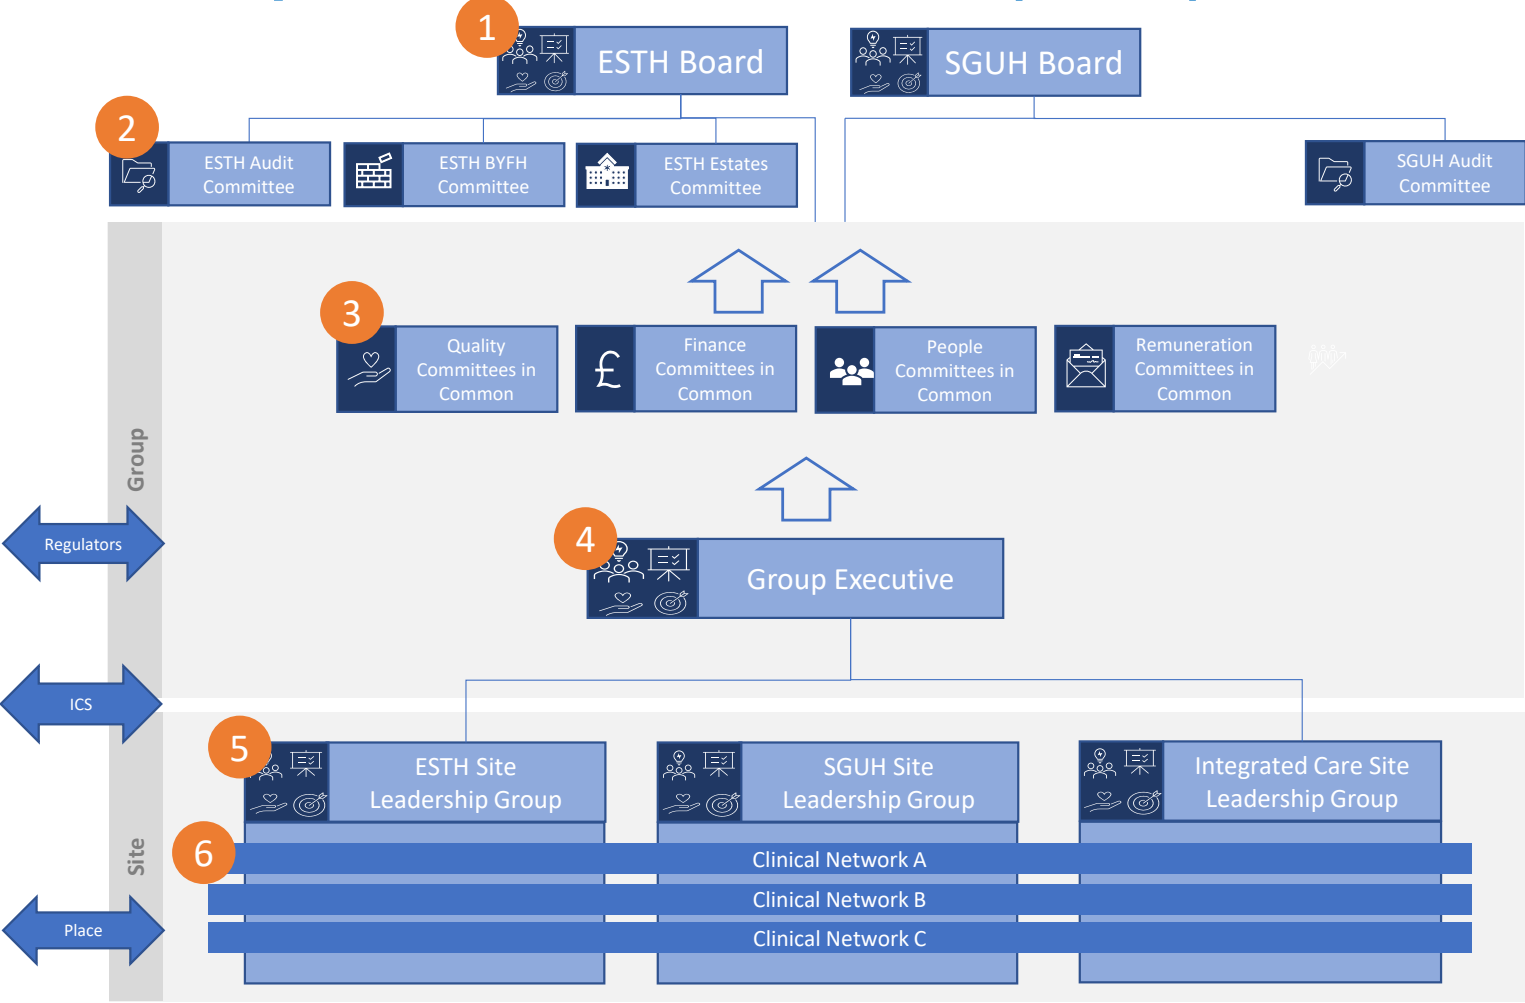 1
ESTH Board
SGUH Board
2
ESTH Audit
Committee
ESTH BYFH
Committee
ESTH Estates
Committee
SGUH Audit
Committee
3
Quality
Committees in
Common
£
Finance
Committees in
Common
People
Committees in
Common
Remuneration
Committees in
Common
Group
Regulators
4
Group Executive
ICS
5
ESTH Site
Leadership Group
SGUH Site
Leadership Group
Integrated Care Site
Leadership Group
6
Site
Clinical Network A
Clinical Network B
Clinical Network C
Place